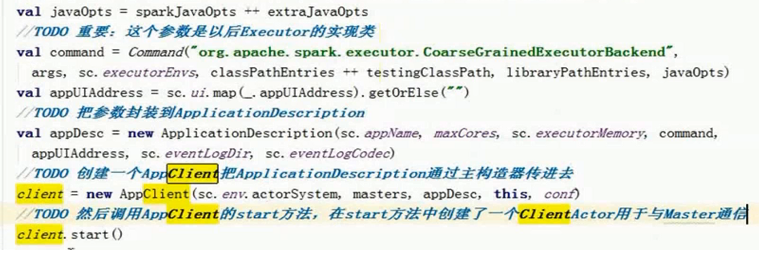 val javaOpts = sparkJavaOpts ++ extraJavaOpts
//TODO 重要：这个参数是以后Executor的实现类
val command = Command("org.apache.spark.executor.CoarseGrainedExecutorBackend",
args, sc.executorEnvs, classPathEntries ++ testingClassPath, libraryPathEntries, javaOpts)
val appUIAddress = sc.ui.map(_.appUIAddress).getOrElse("")
//TODO 把参数封装到ApplicationDescription
val appDesc = new ApplicationDescription(sc.appName, maxCores, sc.executorMemory, command,
appUIAddress, sc.eventLogDir, sc.eventLogCodec)
//TODO 创建一个AppClient把ApplicationDescription通过主构造器传进去
client = new AppClient(sc.env.actorSystem, masters, appDesc, this, conf)
//TODO 然后调用AppClient的start方法，在start方法中创建了一个ClientActor用于与Master通信
client.start()